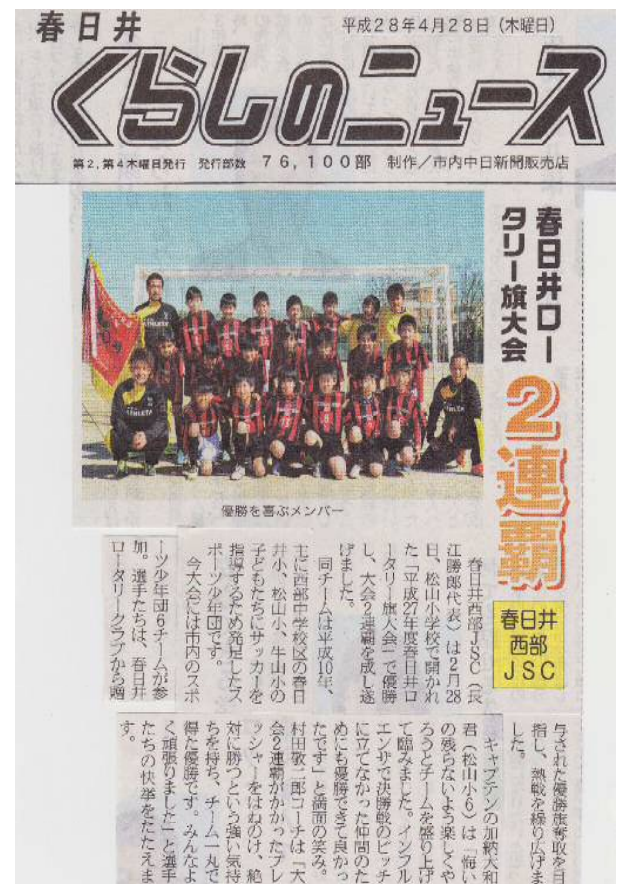 春日井
平成28年4月28日（木曜日）
くらしのニュース
第2，第4木曜日発行 発行部数 76，100部 制作／市内中日新聞販売店
春日井ロー
タリー旗大会
2連覇
春日井
西部
JSC
優勝を喜ぶメンバー
春日井西部JSC（長
江勝郎代表）は2月28
日、松山小学校で開かれ
た「平成27年度春日井ロ
ータリー旗大会」で優勝
し、大会2連覇を成し遂
げました。
同チームは平成10年、
主に西部中学校区の春日
井小、松山小、牛山小の
子どもたちにサッカーを
指導するため発足したス
ポーツ少年団です。
今大会には市内のスポ
ーツ少年団6チームが参
加。選手たちは、春日井
ロータリークラブから贈
与された優勝旗奪取を目
指し、熱戦を繰り広げま
した。
キャプテンの加納大和
君（松山小6）は「悔い
の残らないよう楽しくや
ろうとチームを盛り上げ
て臨みました。インフル
エンザで決勝戦のピッチ
に立てなかった仲間のた
めにも優勝できて良かっ
たです」と満面の笑み。
村田敬二郎コーチは「大
会2連覇がかかったプレ
ッシャーをはねのけ、絶
対に勝つという強い気持
ちを持ち、チーム一丸で
得た優勝です。みんなよ
く頑張りました」と選手
たちの快挙をたたえま
す。